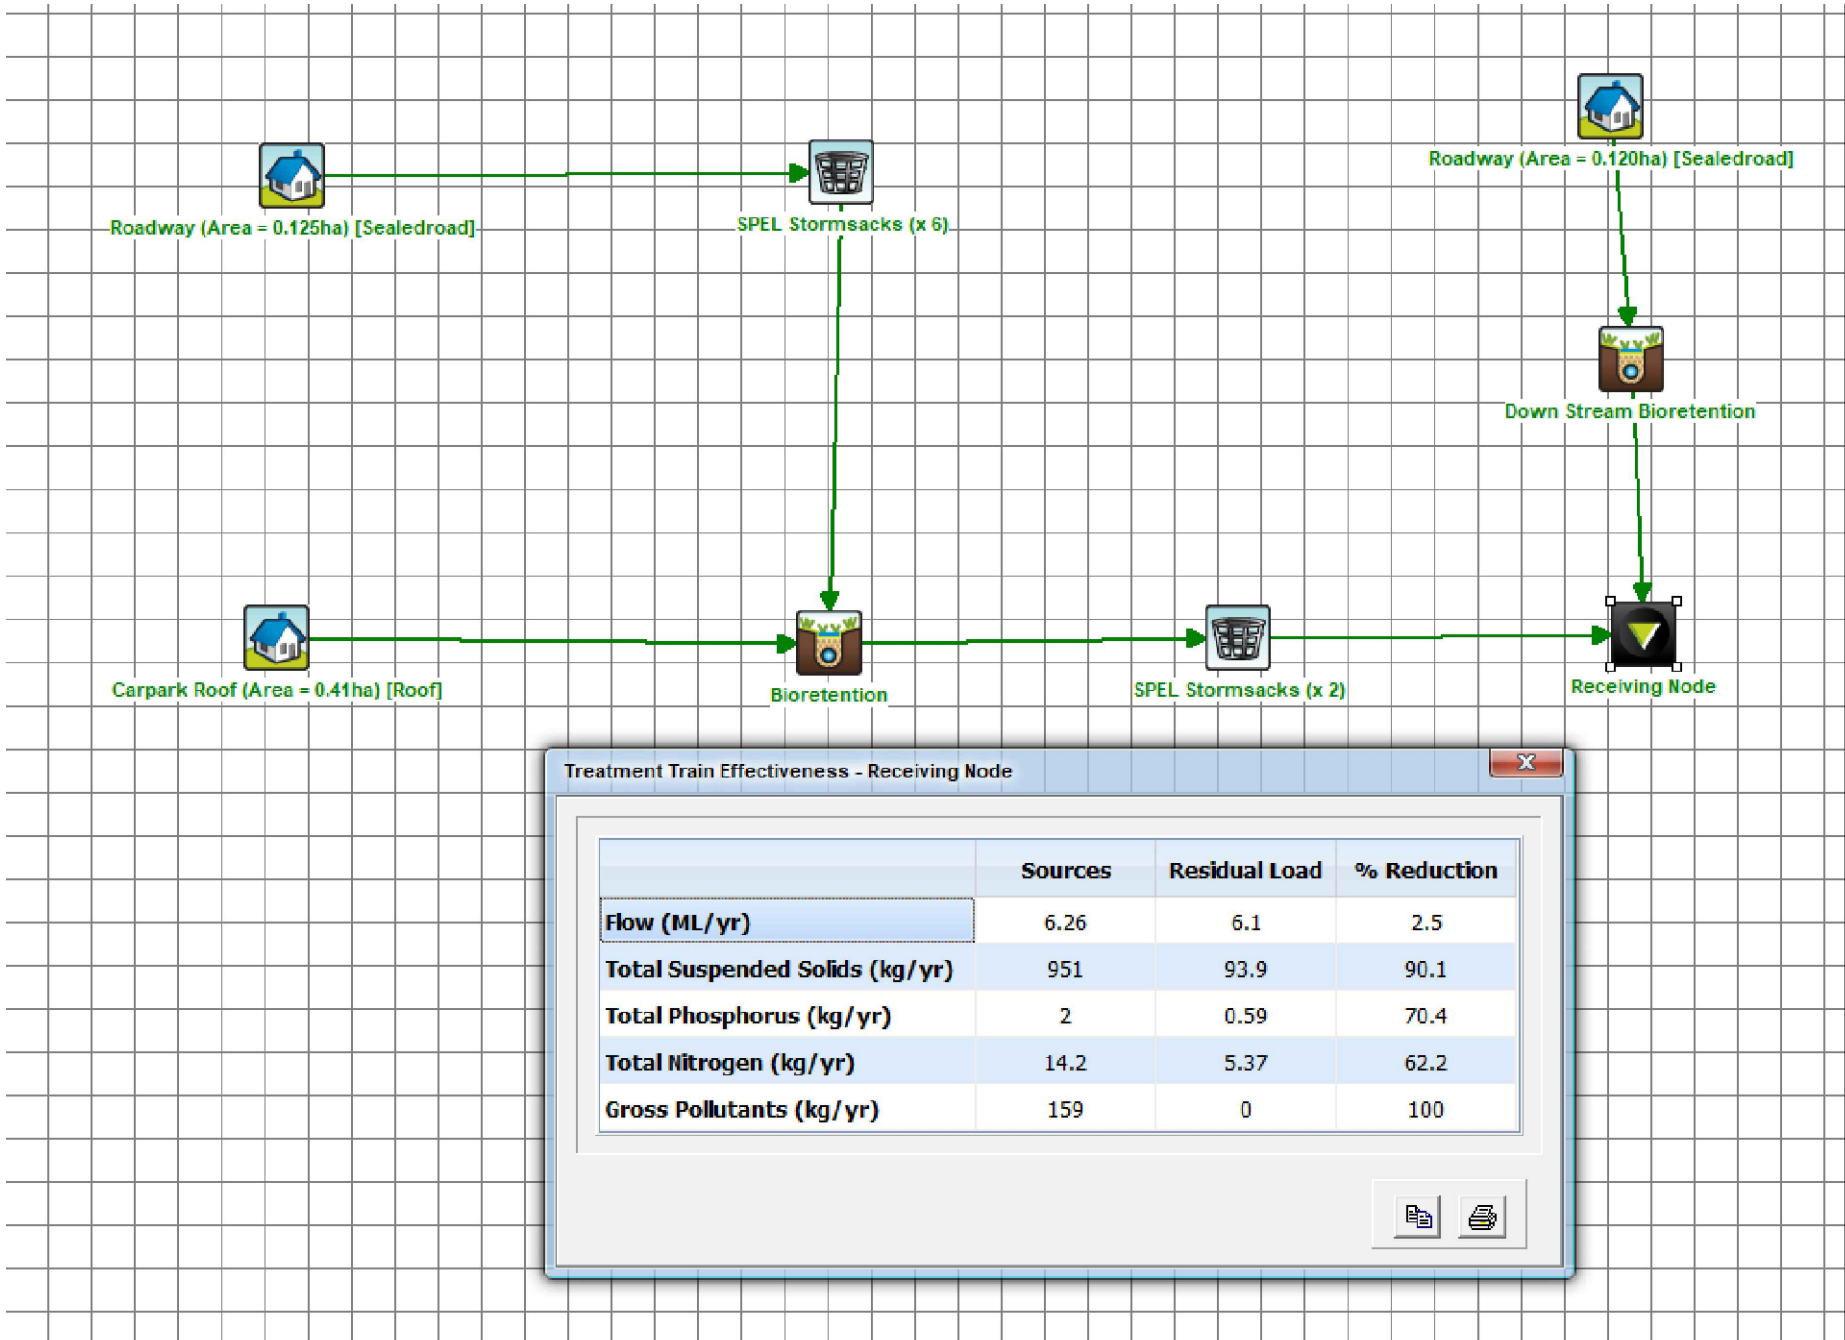 Roadway (Area = 0.120ha) [Sealedroad]
Roadway (Area = 0.125ha) [Sealedroad]
SPEL Stormsacks (x 6)
Down Stream Bioretention
Carpark Roof (Area = 0.41ha) [Roof]
Bioretention
SPEL Stormsacks (x 2)
Receiving Node
Treatment Train Effectiveness - Receiving Node
Sources Residual Load % Reduction
Flow (ML/yr) 6.26 6.1 2.5
Total Suspended Solids (kg/yr) 951 93.9 90.1
Total Phosphorus (kg/yr) 2 0.59 70.4
Total Nitrogen (kg/yr) 14.2 5.37 62.2
Gross Pollutants (kg/yr) 159 0 100